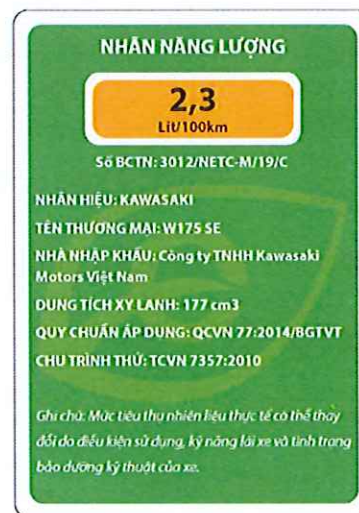 NHÃN NĂNG LƯỢNG
2,3
Lít/100km
Số BCTN: 3012/NETC-M/19/C
NHÃN HIỆU: KAWASAKI
TÊN THƯƠNG MẠI: W175 SE
NHÀ NHẬP KHẨU: Công ty TNHH Kawasaki
Motors Việt Nam
DUNG TÍCH XY LANH: 177 cm3
QUY CHUẨN ÁP DỤNG: QCVN 77:2014/BGTVT
CHU TRÌNH THỬ: TCVN 7357:2010
Ghi chú: Mức tiêu thụ nhiên liệu thực tế có thể thay
đổi do điều kiện sử dụng, kỹ năng lái xe và tình trạng
bảo dưỡng kỹ thuật của xe.